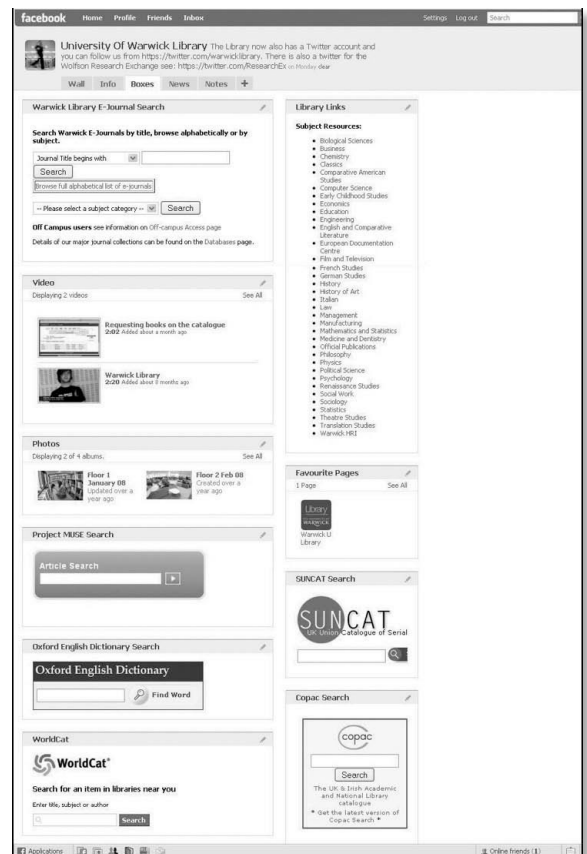 facebook Home Profile Friends Inbox Settings Log out Search
University Of Warwick Library The Library now also has a Twitter account and
you can follow us from https://twitter.com/warwicklibrary. There is also a twitter for the
Wolfson Research Exchange see: https://twitter.com/ResearchEx on Monday clear
Wall Info Boxes News Notes +
Warwick Library E-Journal Search
Search Warwick E-Journals by title, browse alphabetically or by
subject.
Journal Title begins with
Search
Browse full alphabetical list of e-journals
-- Please select a subject category -- Search
Off Campus users see information on Off-campus Access page
Details of our major journal collections can be found on the Databases page.
Video
Displaying 2 videos See All
Requesting books on the catalogue
2:02 Added about a month ago
Warwick Library
2:20 Added about 3 months ago
Photos
Displaying 2 of 4 albums. See All
Floor 1
January 08
Updated over a
year ago
Floor 2 Feb 08
Created over a
year ago
Project MUSE Search
Article Search
Oxford English Dictionary Search
Oxford English Dictionary
Find Word
WorldCat
WorldCat
Search for an item in libraries near you
Enter title, subject or author
Search
Library Links
Subject Resources:
Biological Sciences
Business
Chemistry
Classics
Comparative American
Studies
Computer Science
Early Childhood Studies
Economics
Education
Engineering
English and Comparative
Literature
European Documentation
Centre
Film and Television
French Studies
German Studies
History
History of Art
Italian
Law
Management
Manufacturing
Mathematics and Statistics
Medicine and Dentistry
Official Publications
Philosophy
Physics
Political Science
Psychology
Renaissance Studies
Social Work
Sociology
Statistics
Theatre Studies
Translation Studies
Warwick HRI
Favourite Pages
1 Page See All
Library
WARWICK
Warwick U
Library
SUNCAT Search
SUNCAT
UK Union Catalogue of Serial
Copac Search
copac
Search
The UK & Irish Academic
and National Library
catalogue
* Get the latest version of
Copac Search *
Applications Online friends (1)